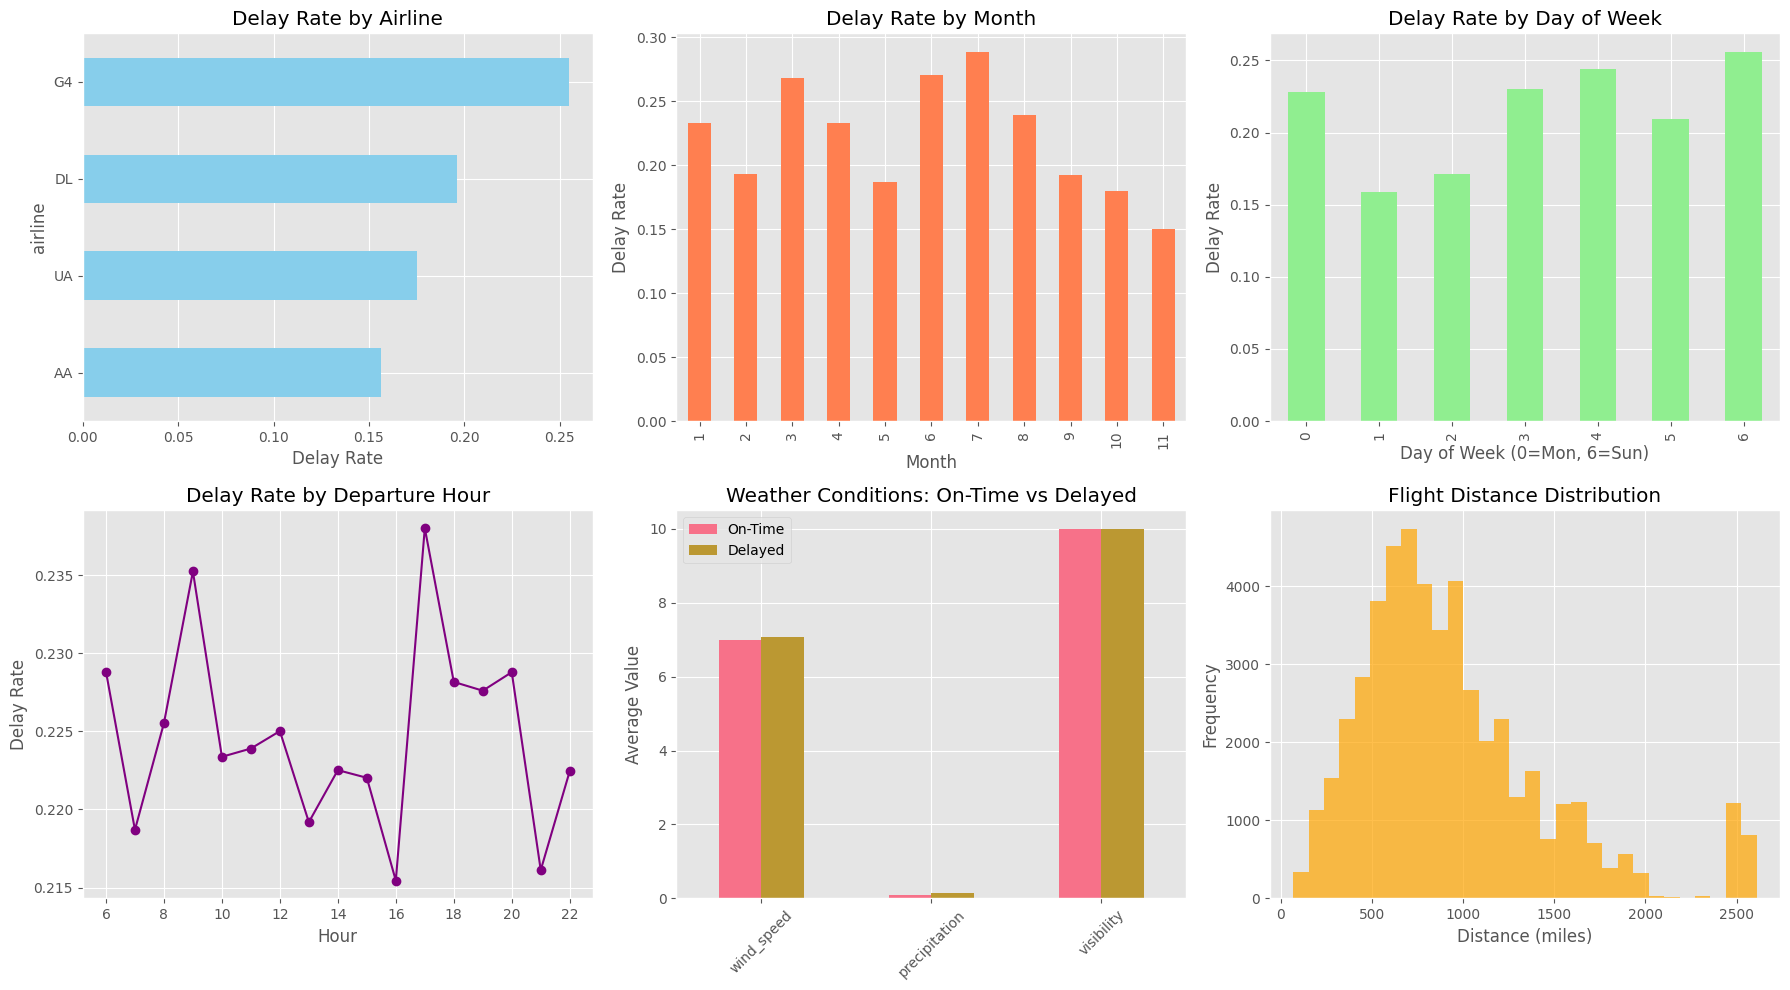 Delay Rate by Airline
airline
G4
DL
UA
AA
0.00 0.05 0.10 0.15 0.20 0.25
Delay Rate
Delay Rate by Month
Delay Rate
0.30
0.25
0.20
0.15
0.10
0.05
0.00
1 2 3 4 5 6 7 8 9 10 11
Month
Delay Rate by Day of Week
Delay Rate
0.25
0.20
0.15
0.10
0.05
0.00
0 1 2 3 4 5 6
Day of Week (0=Mon, 6=Sun)
Delay Rate by Departure Hour
Delay Rate
0.235
0.230
0.225
0.220
0.215
6 8 10 12 14 16 18 20 22
Hour
Weather Conditions: On-Time vs Delayed
On-Time
Delayed
Average Value
10
8
6
4
2
0
wind_speed precipitation visibility
Flight Distance Distribution
Frequency
4000
3000
2000
1000
0
0 500 1000 1500 2000 2500
Distance (miles)